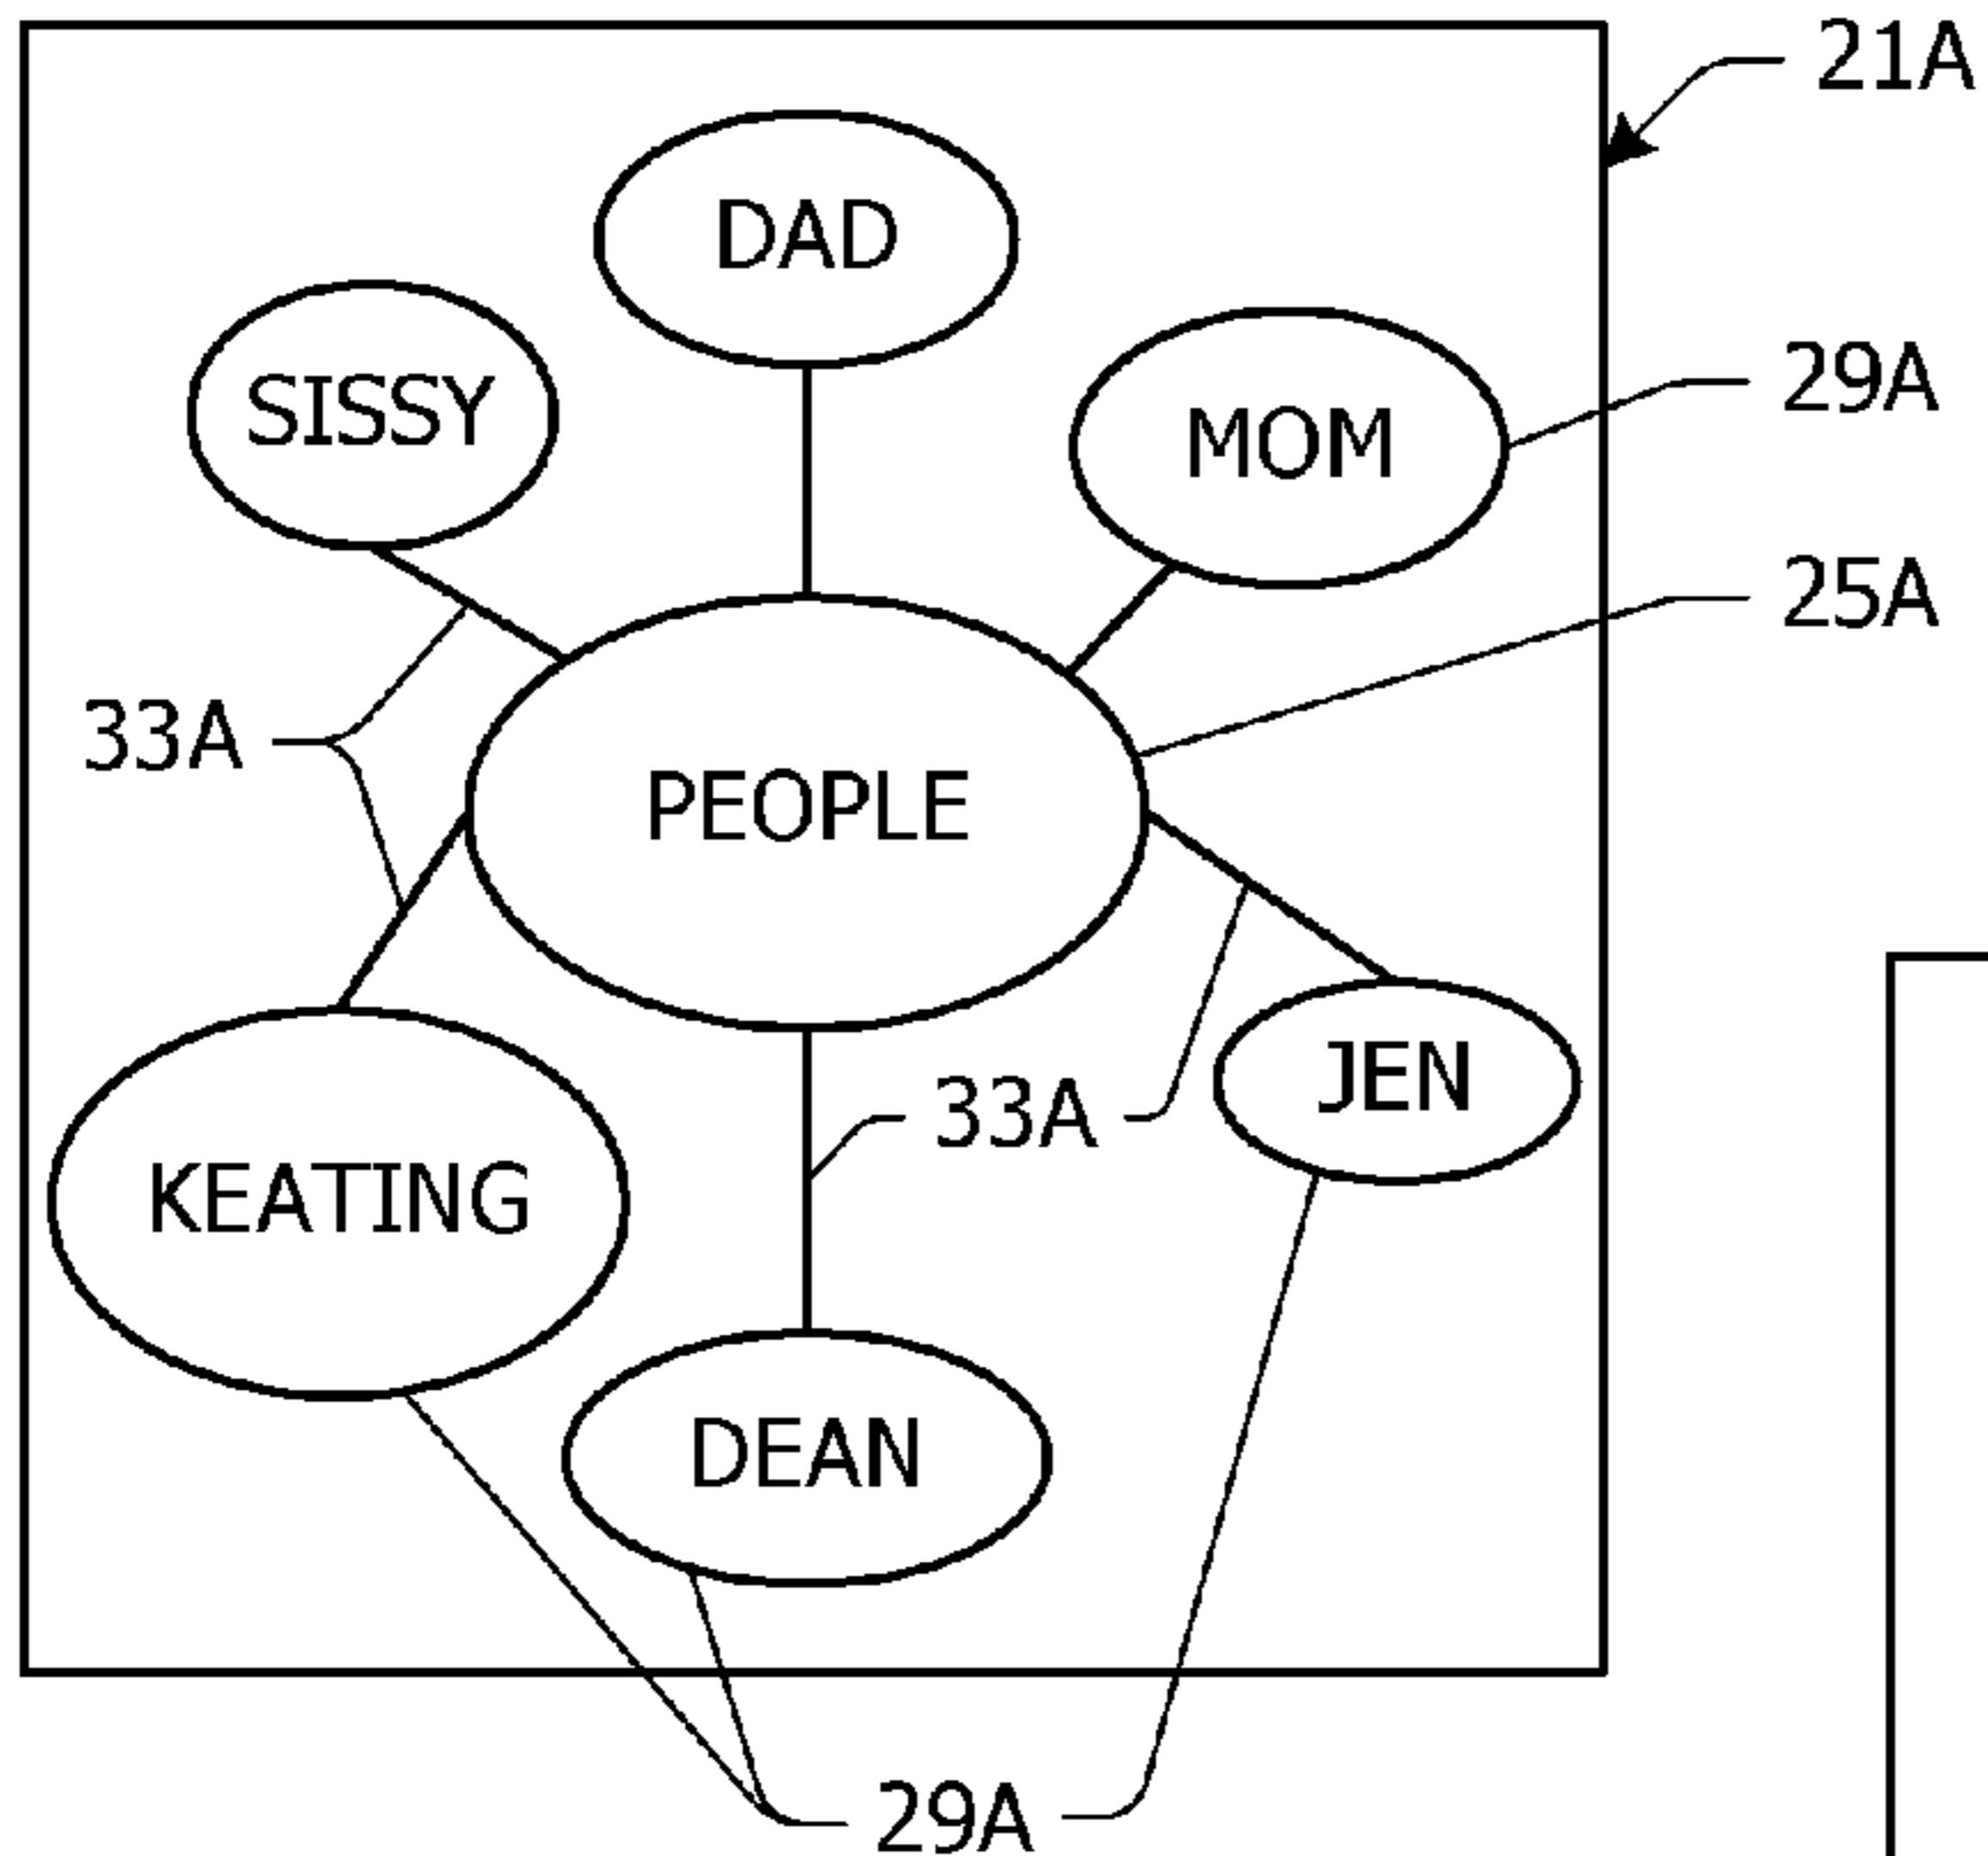 21A
DAD
29A
SISSY
MOM
25A
33A
PEOPLE
JEN
33A
KEATING
DEAN
29A